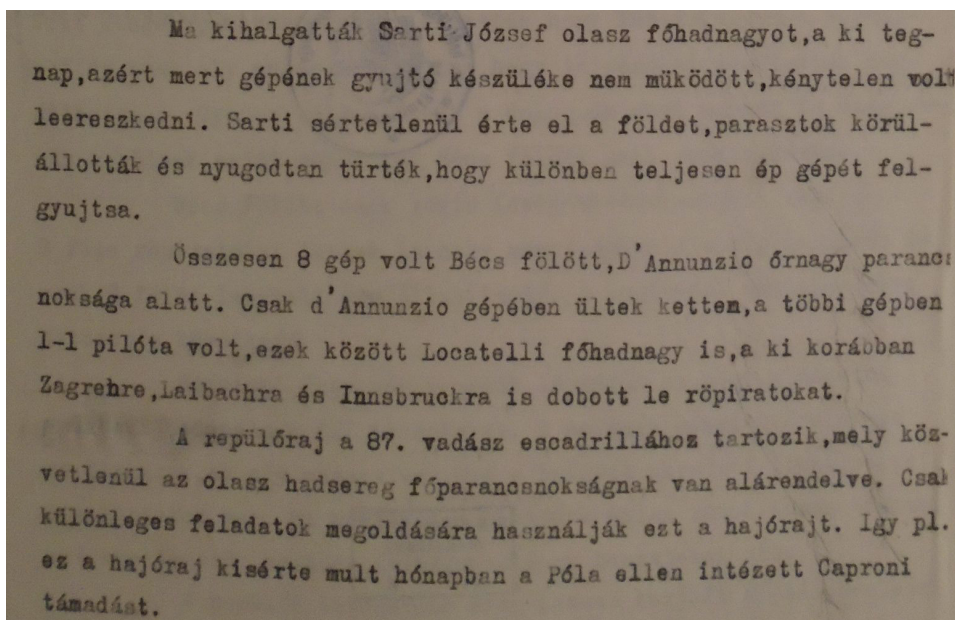 Ma kihalgatták Sarti József olasz főhadnagyot,a ki teg-
nap,azért mert gépének gyujtó készüléke nem müködött,kénytelen volt
leereszkedni. Sarti sértetlenül érte el a földet,parasztok körül-
állották és nyugodtan türték,hogy különben teljesen ép gépét fel-
gyujtsa.
Összesen 8 gép volt Bécs fölött,D'Annunzio őrnagy parancs
noksága alatt. Csak d'Annunzio gépében ültek ketten,a többi gépben
1-1 pilóta volt,ezek között Locatelli főhadnagy is,a ki korábban
Zagrehre,Laibachra és Innsbruckra is dobott le röpiratokat.
A repülőraj a 87. vadász escadrillához tartozik,mely köz-
vetlenül az olasz hadsereg főparancsnokságnak van alárendelve. Csak
különleges feladatok megoldására használják ezt a hajórajt. Igy pl.
ez a hajóraj kisérte mult hónapban a Póla ellen intézett Caproni
támadást.